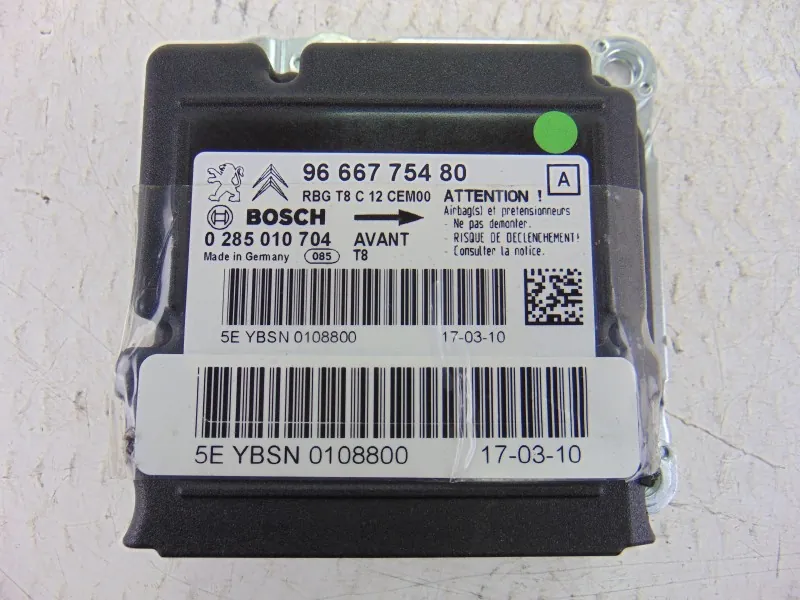 96 667 754 80
A
RBG T8 C 12 CEM00
ATTENTION !
BOSCH
Airbag(s) et pretensionneurs
- Ne pas demonter.
0 285 010 704 AVANT
- RISQUE DE DECLENCHEMENT!
Made in Germany 085 T8
- Consulter la notice.
5E YBSN 0108800 17-03-10
5E YBSN 0108800 17-03-10